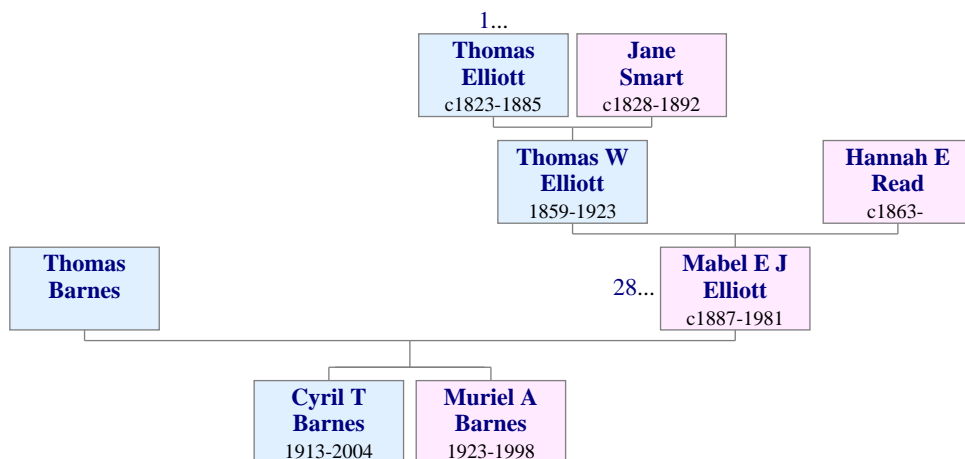 1...
Thomas
Elliott
c1823-1885
Jane
Smart
c1828-1892
Thomas W
Elliott
1859-1923
Hannah E
Read
c1863-
Thomas
Barnes
28...
Mabel E J
Elliott
c1887-1981
Cyril T
Barnes
1913-2004
Muriel A
Barnes
1923-1998